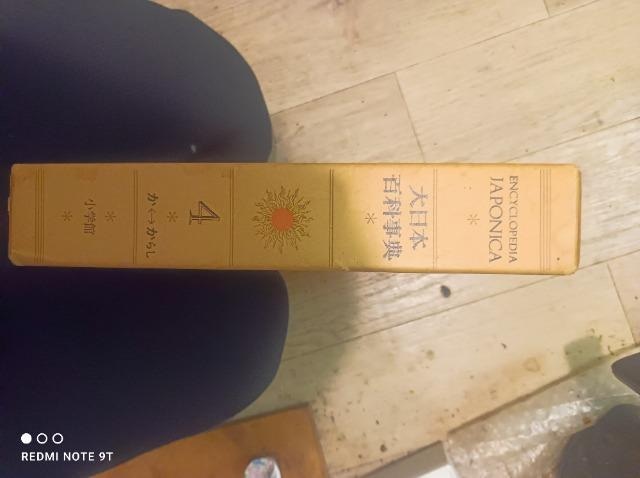 ENCYCLOPEDIA
JAPONICA
大日本
百科事典
4
か↔からし
小学館
REDMI NOTE 9T